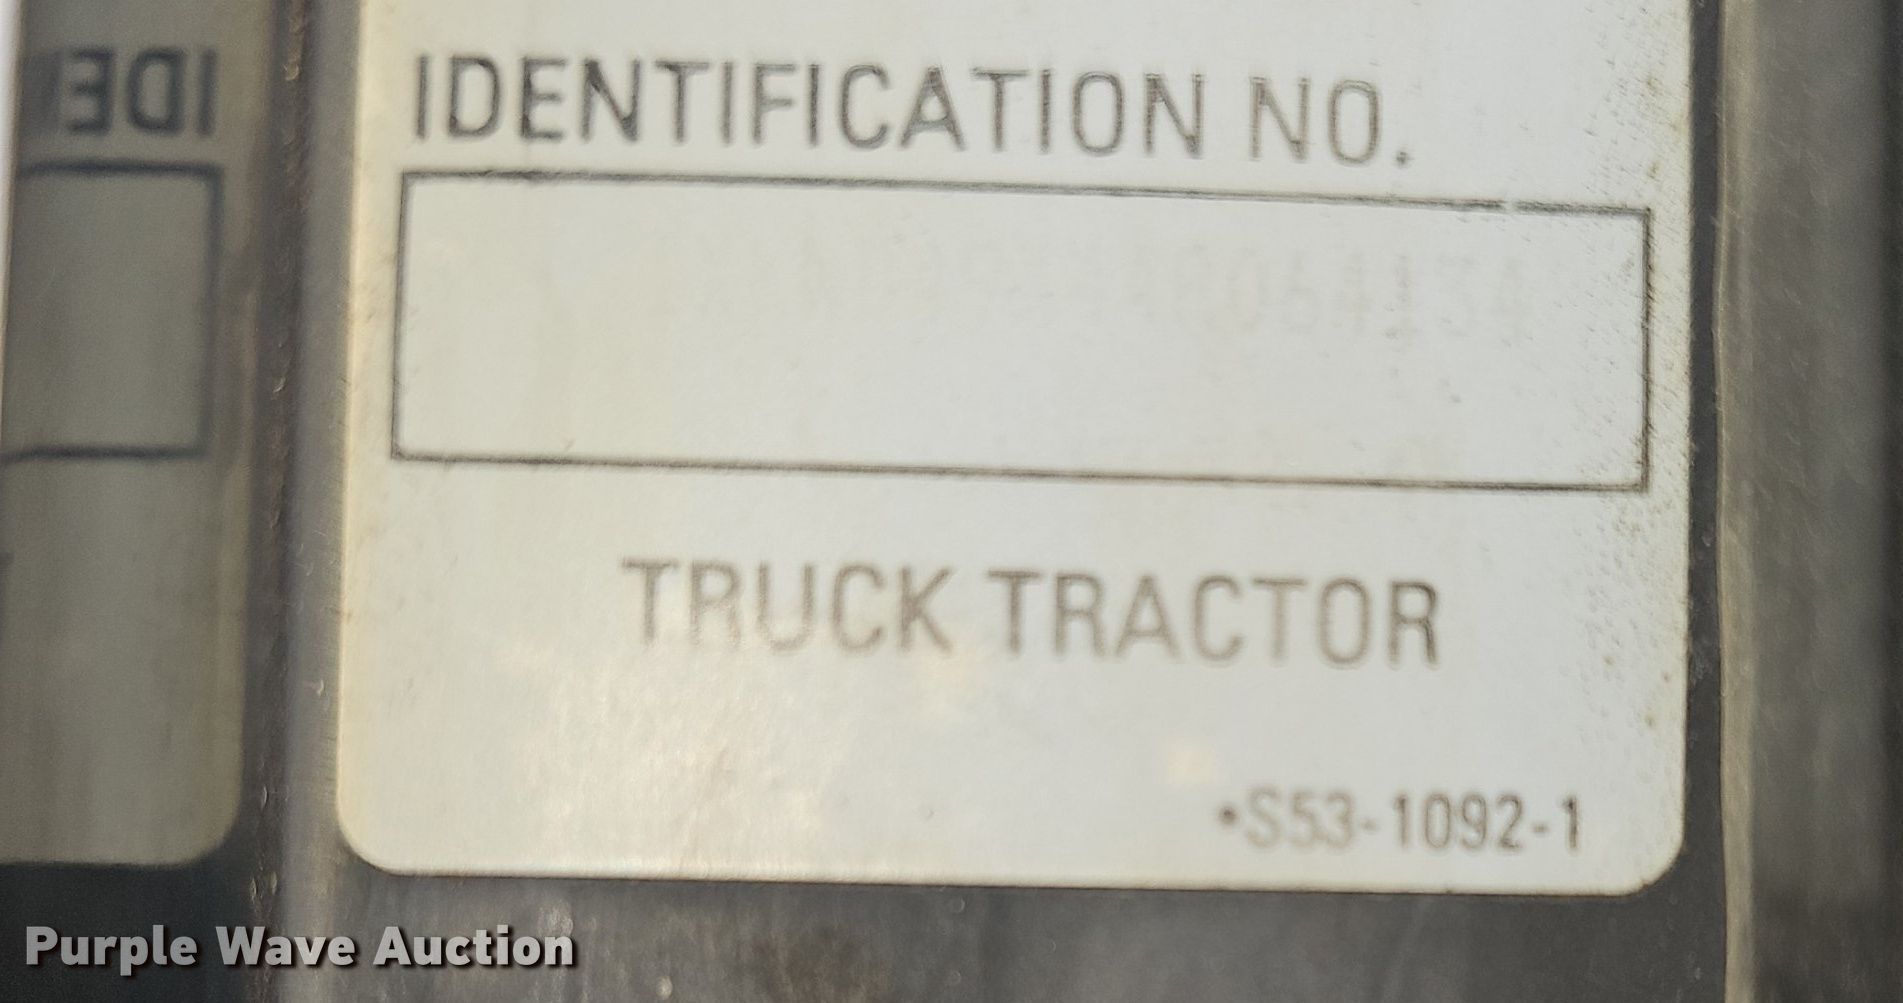 IDENTIFICATION NO.
TRUCK TRACTOR
•S53-1092-1
Purple Wave Auction